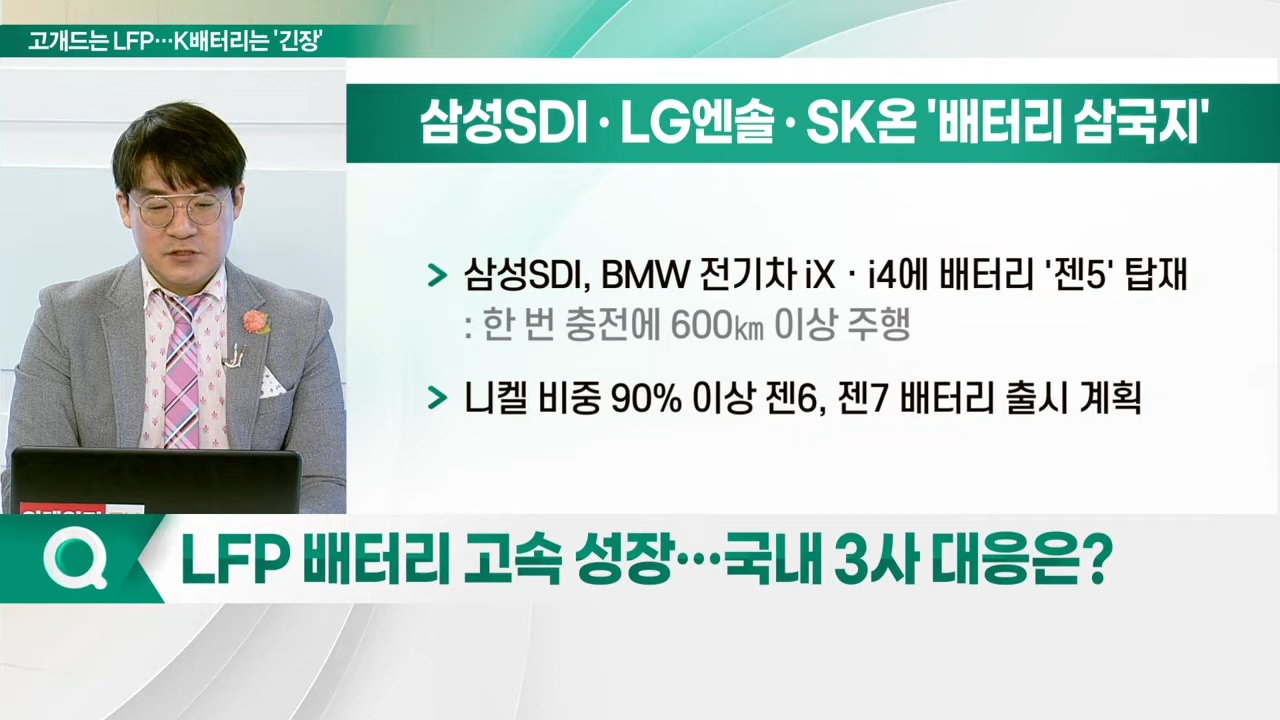 고개드는 LFP…K배터리는 '긴장'
삼성SDI·LG엔솔·SK온 '배터리 삼국지'
> 삼성SDI, BMW 전기차 iX · i4에 배터리 '젠5' 탑재
: 한 번 충전에 600㎞ 이상 주행
> 니켈 비중 90% 이상 젠6, 젠7 배터리 출시 계획
Q LFP 배터리 고속 성장…국내 3사 대응은?